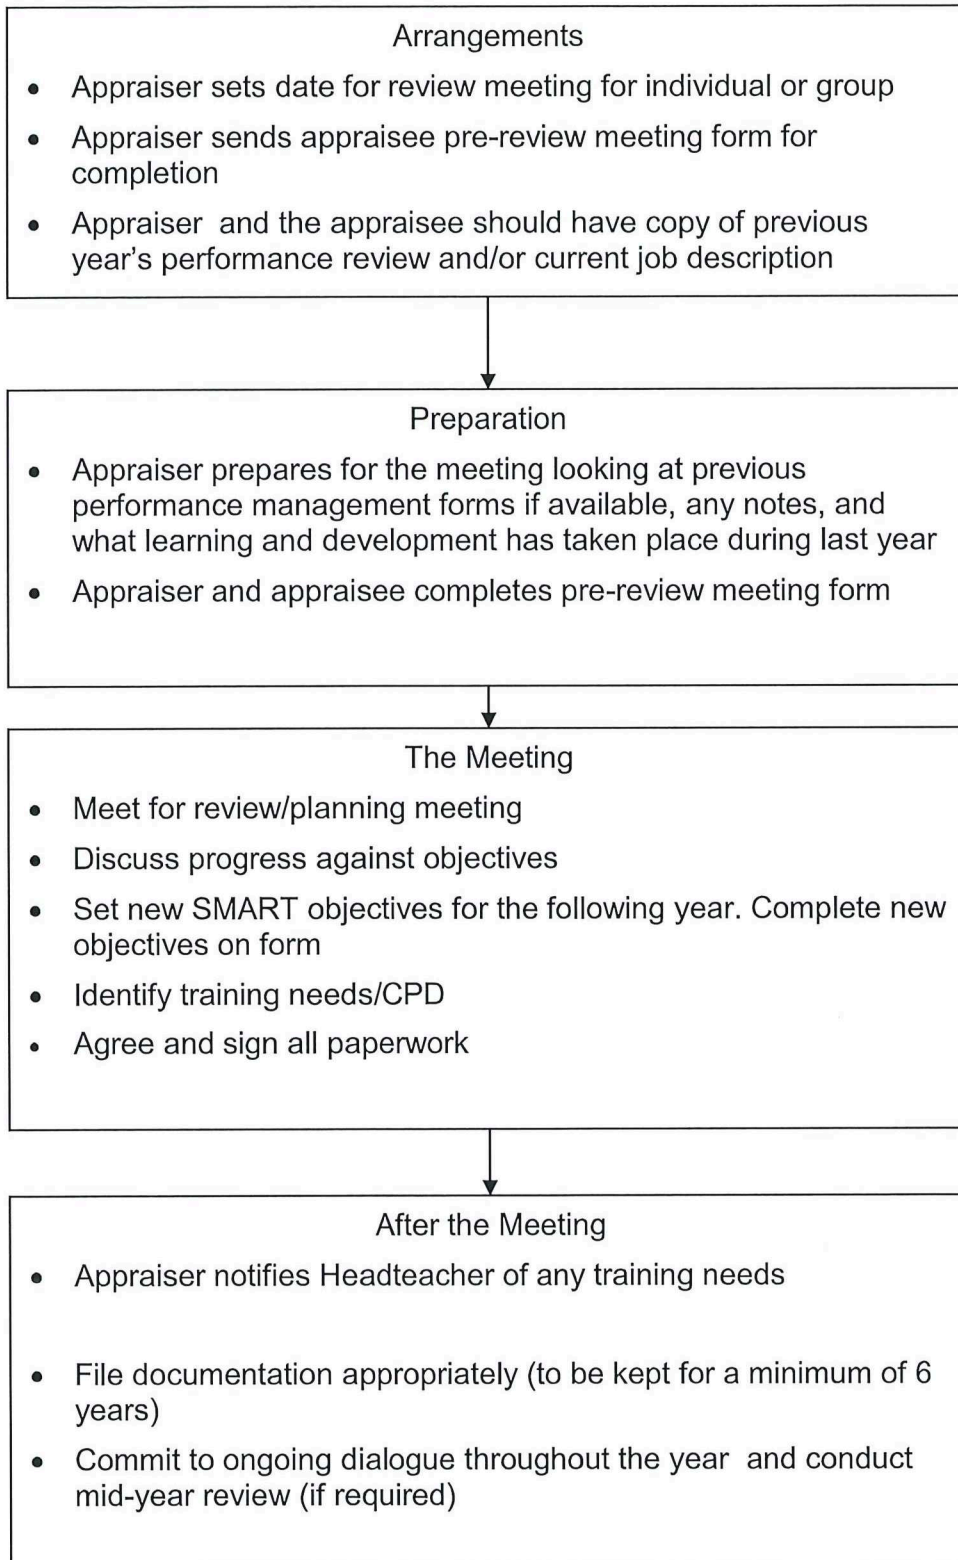 Arrangements
• Appraiser sets date for review meeting for individual or group
• Appraiser sends appraisee pre-review meeting form for
completion
• Appraiser and the appraisee should have copy of previous
year's performance review and/or current job description
Preparation
• Appraiser prepares for the meeting looking at previous
performance management forms if available, any notes, and
what learning and development has taken place during last year
• Appraiser and appraisee completes pre-review meeting form
The Meeting
• Meet for review/planning meeting
• Discuss progress against objectives
• Set new SMART objectives for the following year. Complete new
objectives on form
• Identify training needs/CPD
• Agree and sign all paperwork
After the Meeting
• Appraiser notifies Headteacher of any training needs
• File documentation appropriately (to be kept for a minimum of 6
years)
• Commit to ongoing dialogue throughout the year and conduct
mid-year review (if required)